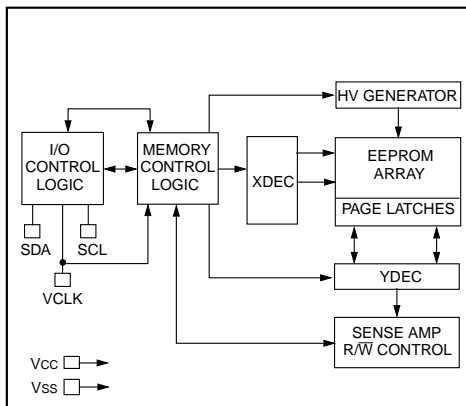 HV GENERATOR
I/O
CONTROL
LOGIC
MEMORY
CONTROL
LOGIC
XDEC
EEPROM
ARRAY
PAGE LATCHES
SDA
SCL
VCLK
YDEC
SENSE AMP
R/W̅ CONTROL
VCC
VSS